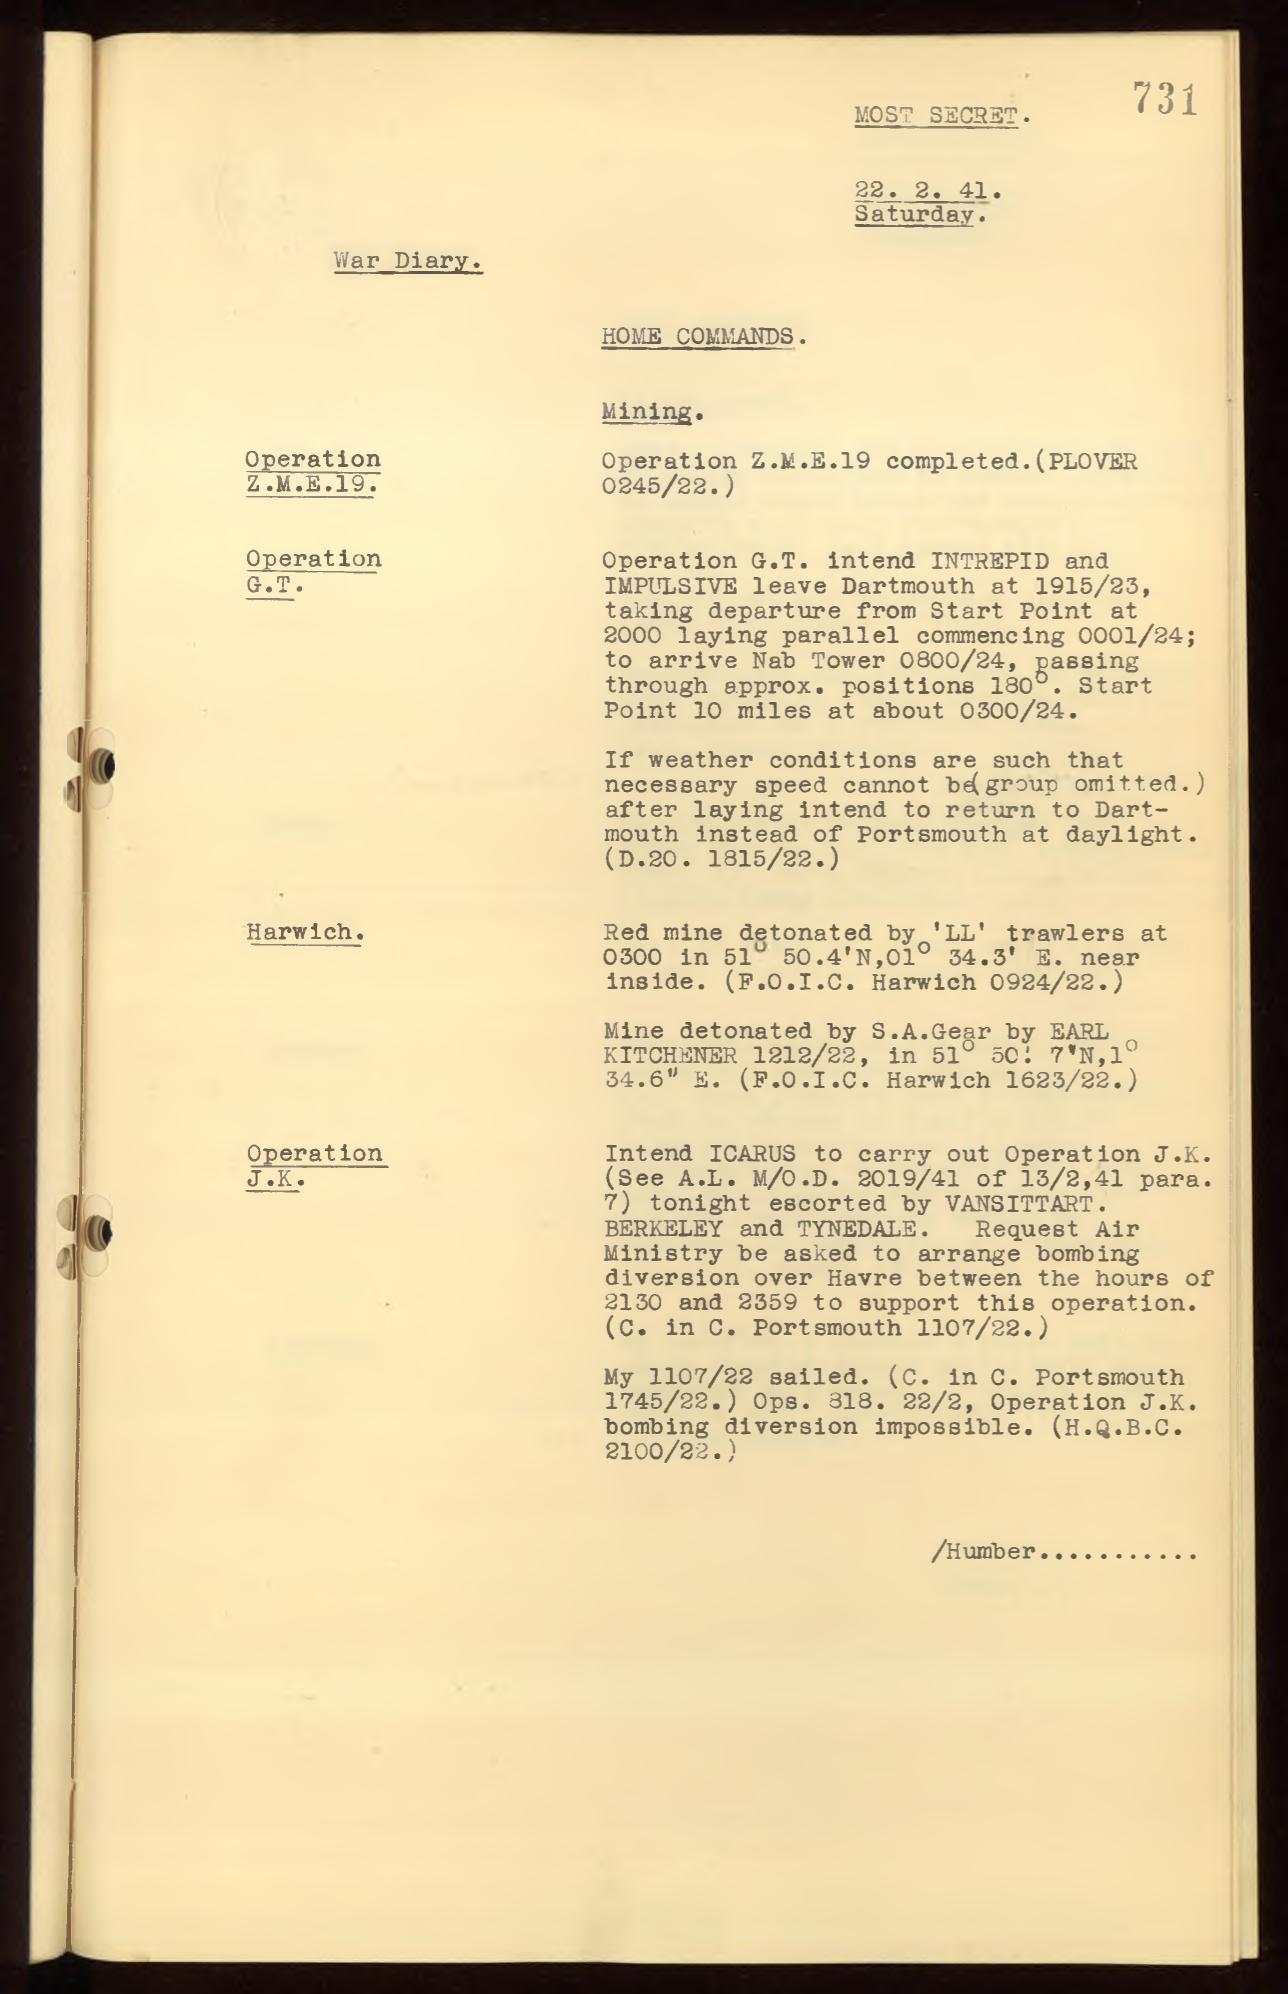 731
MOST SECRET.
22. 2. 41.
Saturday.
War Diary.
HOME COMMANDS.
Mining.
Operation
Z.M.E.19.
Operation Z.M.E.19 completed.(PLOVER
0245/22.)
Operation
G.T.
Operation G.T. intend INTREPID and
IMPULSIVE leave Dartmouth at 1915/23,
taking departure from Start Point at
2000 laying parallel commencing 0001/24;
to arrive Nab Tower 0800/24, passing
through approx. positions 180°. Start
Point 10 miles at about 0300/24.
If weather conditions are such that
necessary speed cannot be(group omitted.)
after laying intend to return to Dart-
mouth instead of Portsmouth at daylight.
(D.20. 1815/22.)
Harwich.
Red mine detonated by 'LL' trawlers at
0300 in 51° 50.4'N,01° 34.3' E. near
inside. (F.O.I.C. Harwich 0924/22.)
Mine detonated by S.A.Gear by EARL
KITCHENER 1212/22, in 51° 50! 7'N,1°
34.6" E. (F.O.I.C. Harwich 1623/22.)
Operation
J.K.
Intend ICARUS to carry out Operation J.K.
(See A.L. M/O.D. 2019/41 of 13/2,41 para.
7) tonight escorted by VANSITTART.
BERKELEY and TYNEDALE. Request Air
Ministry be asked to arrange bombing
diversion over Havre between the hours of
2130 and 2359 to support this operation.
(C. in C. Portsmouth 1107/22.)
My 1107/22 sailed. (C. in C. Portsmouth
1745/22.) Ops. 318. 22/2, Operation J.K.
bombing diversion impossible. (H.Q.B.C.
2100/22.)
/Humber...........